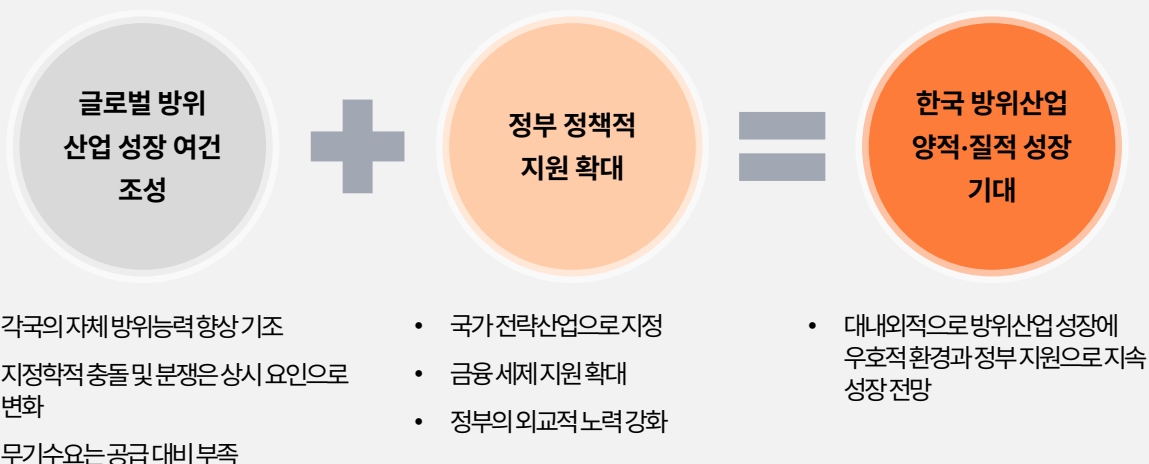 글로벌 방위
산업 성장 여건
조성
정부 정책적
지원 확대
한국 방위산업
양적·질적 성장
기대
각국의 자체 방위능력 향상 기조
지정학적 충돌 및 분쟁은 상시 요인으로
변화
무기수요는 공급 대비 부족
• 국가 전략산업으로 지정
• 금융 세제 지원 확대
• 정부의 외교적 노력 강화
• 대내외적으로 방위산업 성장에
우호적 환경과 정부 지원으로 지속
성장 전망